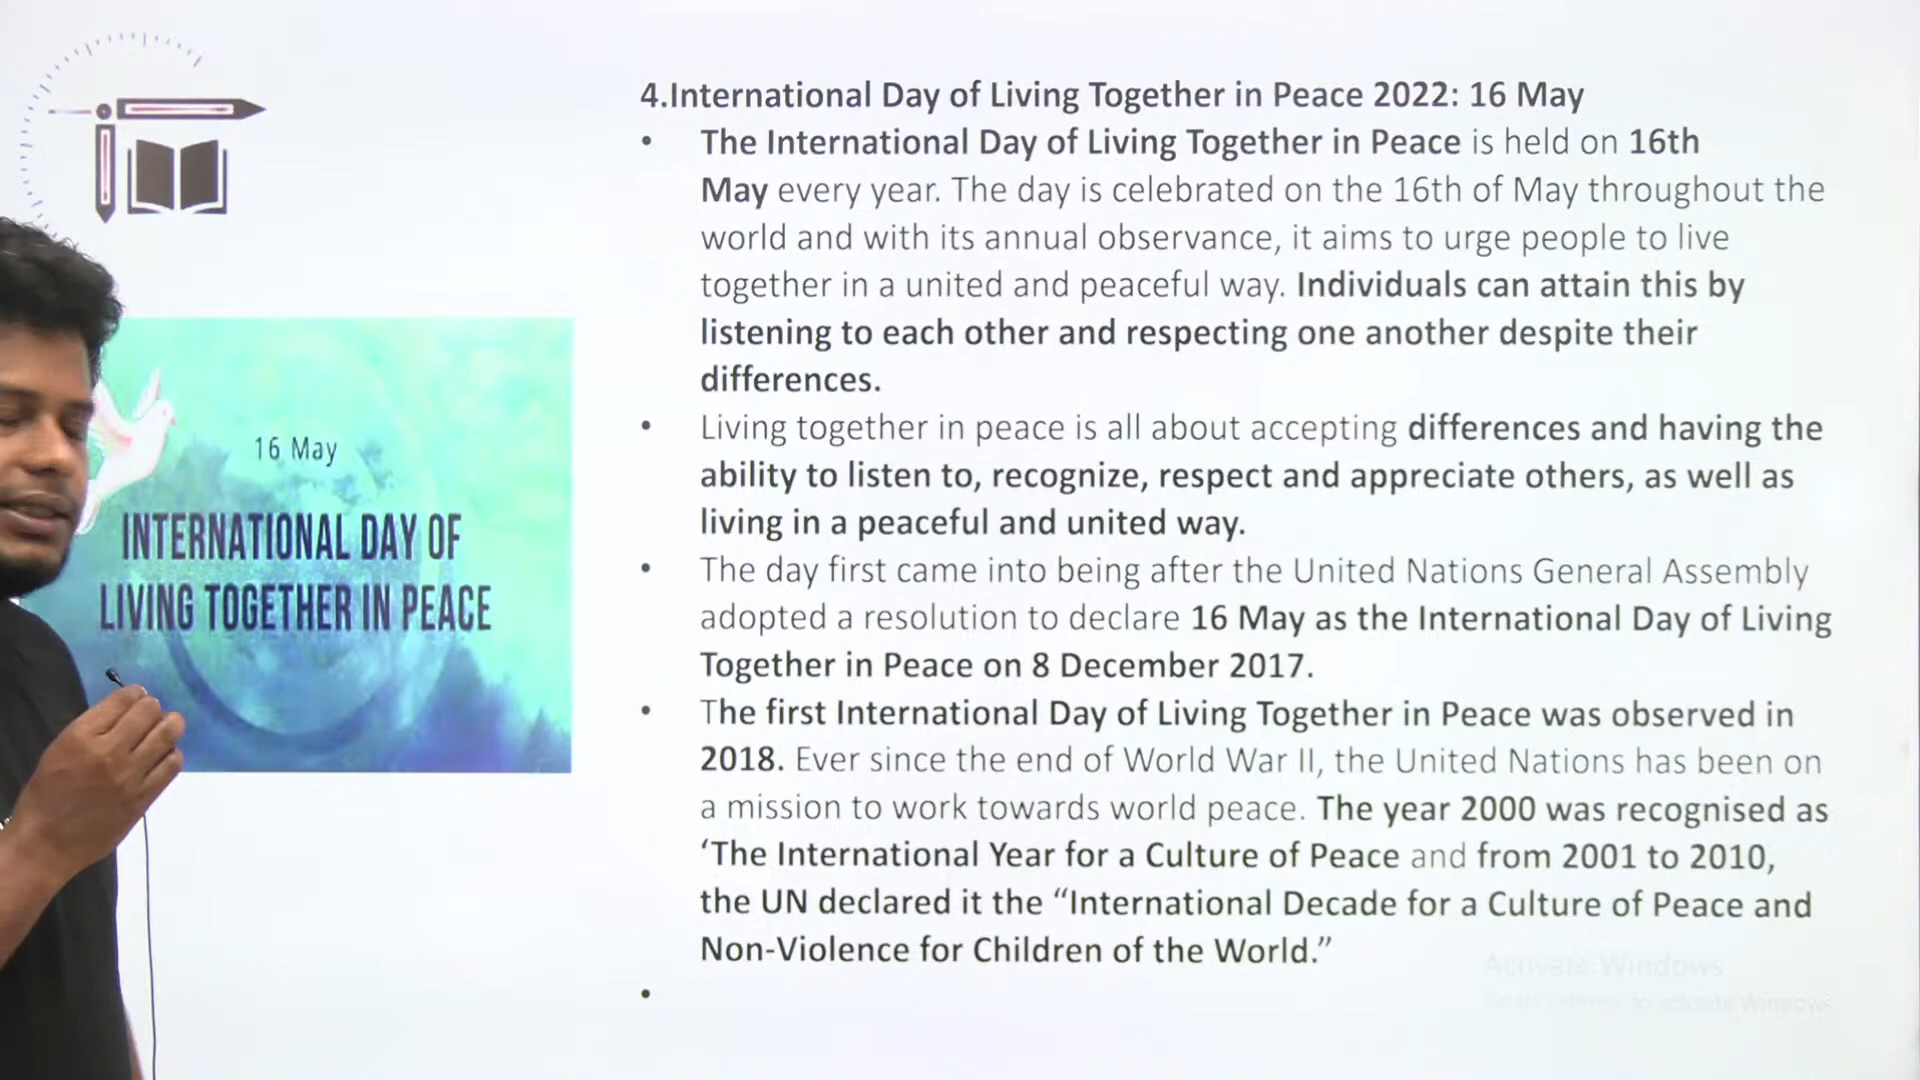 4.International Day of Living Together in Peace 2022: 16 May
• The International Day of Living Together in Peace is held on 16th
May every year. The day is celebrated on the 16th of May throughout the
world and with its annual observance, it aims to urge people to live
together in a united and peaceful way. Individuals can attain this by
listening to each other and respecting one another despite their
differences.
• Living together in peace is all about accepting differences and having the
ability to listen to, recognize, respect and appreciate others, as well as
living in a peaceful and united way.
• The day first came into being after the United Nations General Assembly
adopted a resolution to declare 16 May as the International Day of Living
Together in Peace on 8 December 2017.
• The first International Day of Living Together in Peace was observed in
2018. Ever since the end of World War II, the United Nations has been on
a mission to work towards world peace. The year 2000 was recognised as
‘The International Year for a Culture of Peace and from 2001 to 2010,
the UN declared it the “International Decade for a Culture of Peace and
Non-Violence for Children of the World.”
•
16 May
INTERNATIONAL DAY OF
LIVING TOGETHER IN PEACE
Activate Windows
Go to Settings to activate Windows